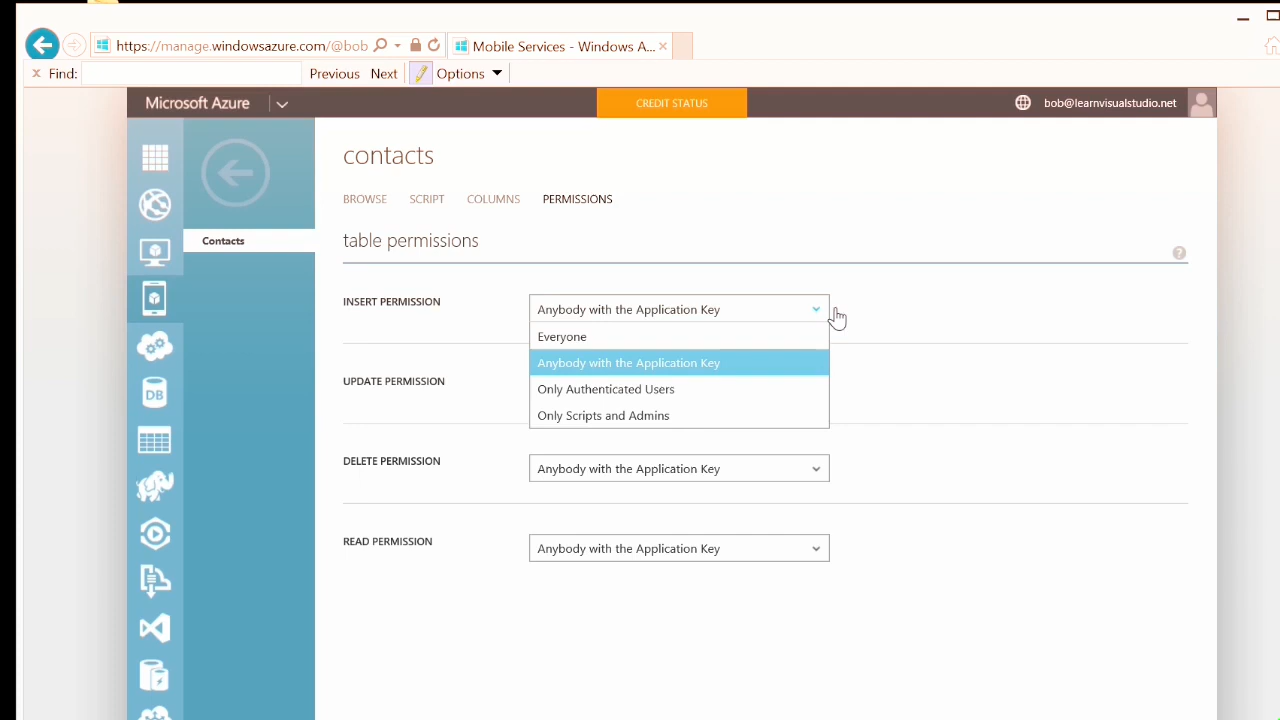 https://manage.windowsazure.com/@bob
Mobile Services - Windows A...
x Find:
Previous Next Options
Microsoft Azure
CREDIT STATUS
bob@learnvisualstudio.net
contacts
BROWSE SCRIPT COLUMNS PERMISSIONS
Contacts
table permissions
?
INSERT PERMISSION
Anybody with the Application Key
Everyone
Anybody with the Application Key
Only Authenticated Users
Only Scripts and Admins
UPDATE PERMISSION
DELETE PERMISSION
Anybody with the Application Key
READ PERMISSION
Anybody with the Application Key
DB